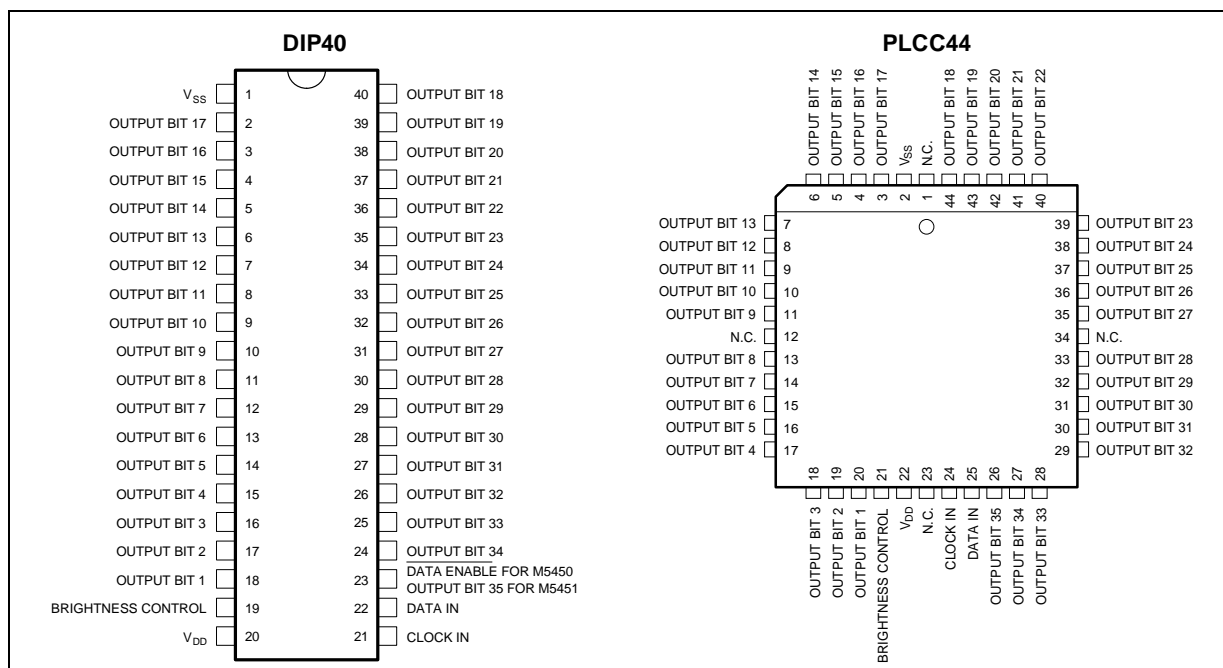 DIP40
V_SS 1 40 OUTPUT BIT 18
OUTPUT BIT 17 2 39 OUTPUT BIT 19
OUTPUT BIT 16 3 38 OUTPUT BIT 20
OUTPUT BIT 15 4 37 OUTPUT BIT 21
OUTPUT BIT 14 5 36 OUTPUT BIT 22
OUTPUT BIT 13 6 35 OUTPUT BIT 23
OUTPUT BIT 12 7 34 OUTPUT BIT 24
OUTPUT BIT 11 8 33 OUTPUT BIT 25
OUTPUT BIT 10 9 32 OUTPUT BIT 26
OUTPUT BIT 9 10 31 OUTPUT BIT 27
OUTPUT BIT 8 11 30 OUTPUT BIT 28
OUTPUT BIT 7 12 29 OUTPUT BIT 29
OUTPUT BIT 6 13 28 OUTPUT BIT 30
OUTPUT BIT 5 14 27 OUTPUT BIT 31
OUTPUT BIT 4 15 26 OUTPUT BIT 32
OUTPUT BIT 3 16 25 OUTPUT BIT 33
OUTPUT BIT 2 17 24 OUTPUT BIT 34
OUTPUT BIT 1 18 23 DATA ENABLE FOR M5450
OUTPUT BIT 35 FOR M5451
BRIGHTNESS CONTROL 19 22 DATA IN
V_DD 20 21 CLOCK IN
PLCC44
OUTPUT BIT 14
OUTPUT BIT 15
OUTPUT BIT 16
OUTPUT BIT 17
V_SS
N.C.
OUTPUT BIT 18
OUTPUT BIT 19
OUTPUT BIT 20
OUTPUT BIT 21
OUTPUT BIT 22
6 5 4 3 2 1 44 43 42 41 40
OUTPUT BIT 13 7 39 OUTPUT BIT 23
OUTPUT BIT 12 8 38 OUTPUT BIT 24
OUTPUT BIT 11 9 37 OUTPUT BIT 25
OUTPUT BIT 10 10 36 OUTPUT BIT 26
OUTPUT BIT 9 11 35 OUTPUT BIT 27
N.C. 12 34 N.C.
OUTPUT BIT 8 13 33 OUTPUT BIT 28
OUTPUT BIT 7 14 32 OUTPUT BIT 29
OUTPUT BIT 6 15 31 OUTPUT BIT 30
OUTPUT BIT 5 16 30 OUTPUT BIT 31
OUTPUT BIT 4 17 29 OUTPUT BIT 32
18 19 20 21 22 23 24 25 26 27 28
OUTPUT BIT 3
OUTPUT BIT 2
OUTPUT BIT 1
BRIGHTNESS CONTROL
V_DD
N.C.
CLOCK IN
DATA IN
OUTPUT BIT 35
OUTPUT BIT 34
OUTPUT BIT 33